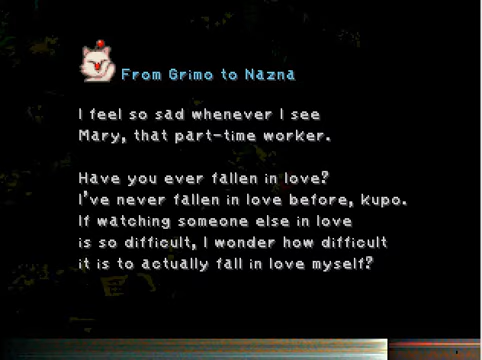 From Grimo to Nazna
I feel so sad whenever I see
Mary, that part-time worker.
Have you ever fallen in love?
I've never fallen in love before, kupo.
If watching someone else in love
is so difficult, I wonder how difficult
it is to actually fall in love myself?